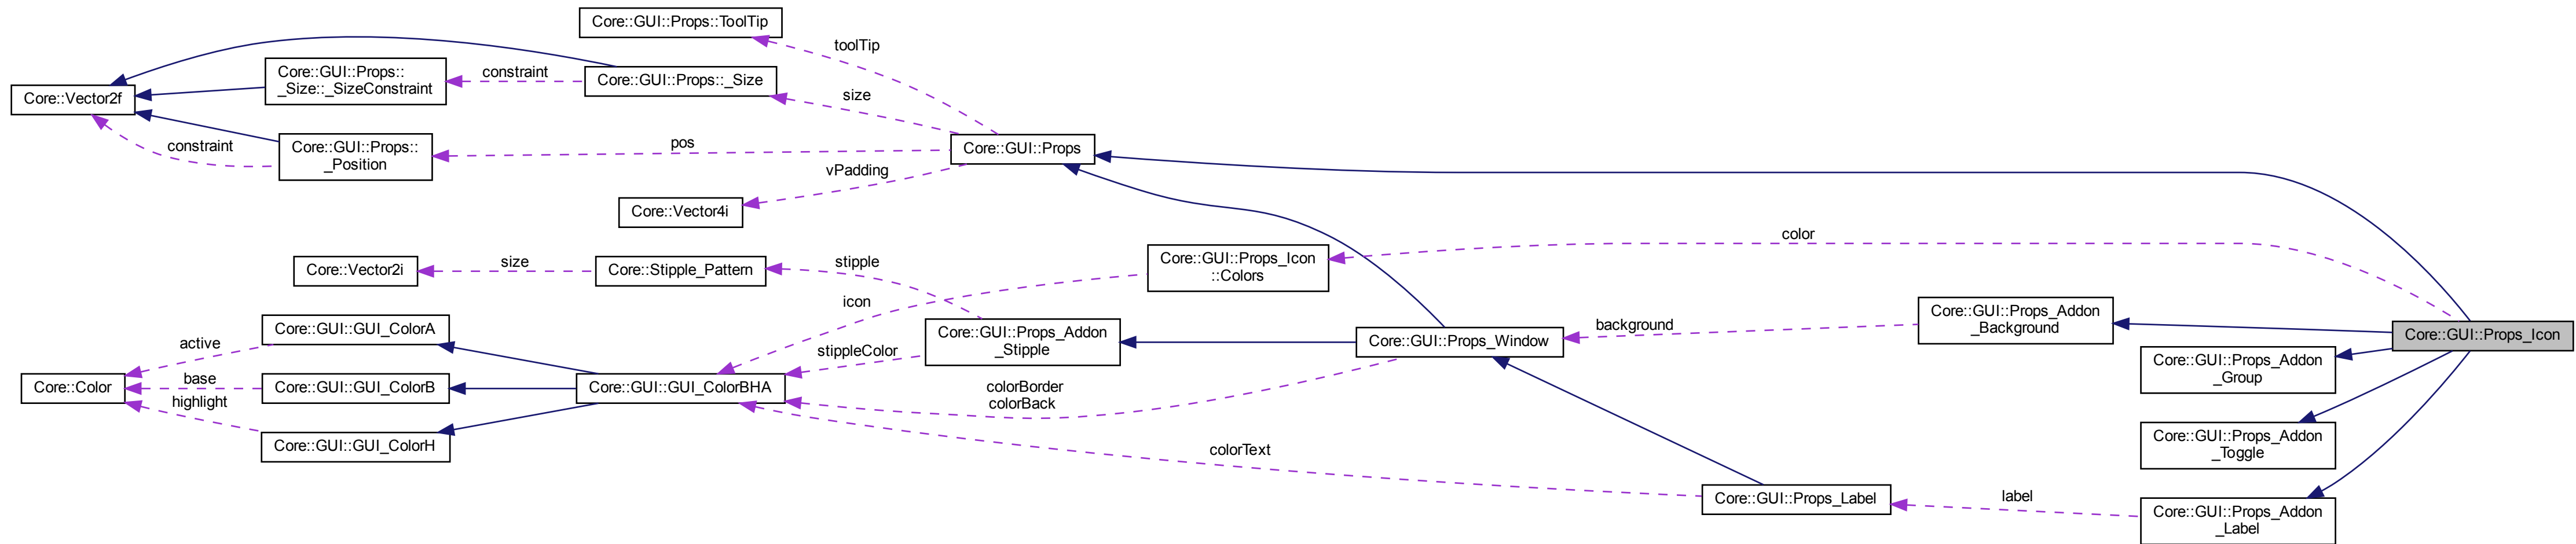 Core::GUI::Props::ToolTip
toolTip
Core::GUI::Props::
_Size::_SizeConstraint
constraint
Core::GUI::Props::_Size
Core::Vector2f
size
constraint
Core::GUI::Props::
_Position
pos
Core::GUI::Props
vPadding
Core::Vector4i
color
Core::Vector2i
size
Core::Stipple_Pattern
stipple
Core::GUI::Props_Icon
::Colors
icon
Core::GUI::GUI_ColorA
Core::GUI::Props_Addon
_Stipple
Core::GUI::Props_Window
background
Core::GUI::Props_Addon
_Background
Core::GUI::Props_Icon
active
stippleColor
Core::Color
base
highlight
Core::GUI::GUI_ColorB
Core::GUI::GUI_ColorBHA
colorBorder
colorBack
Core::GUI::Props_Addon
_Group
Core::GUI::GUI_ColorH
colorText
Core::GUI::Props_Addon
_Toggle
Core::GUI::Props_Label
label
Core::GUI::Props_Addon
_Label